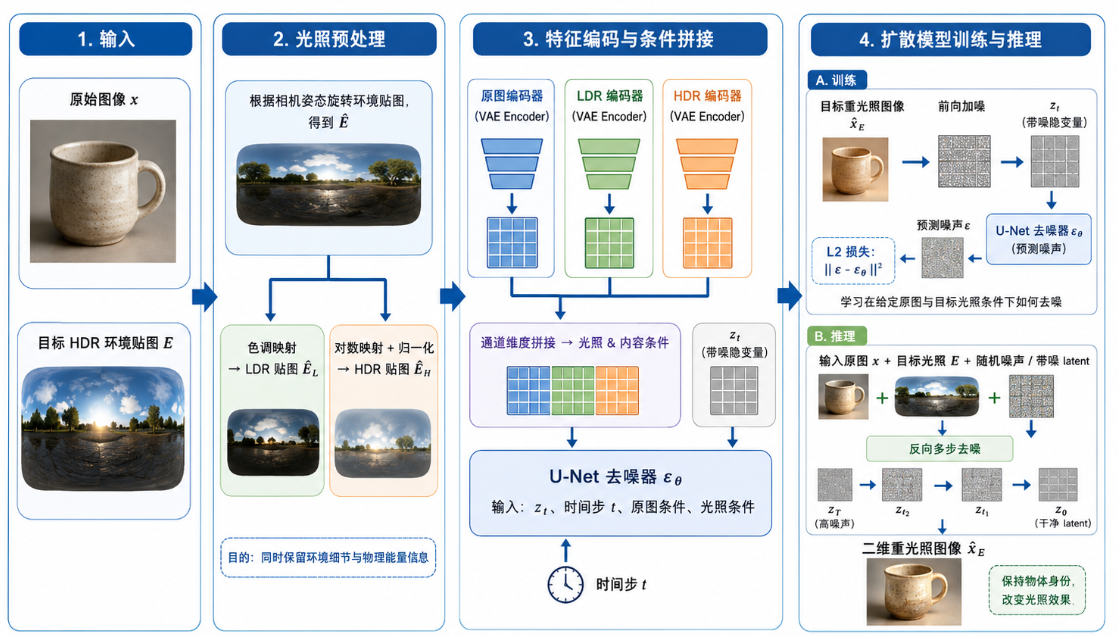 1. 输入
原始图像 x
目标 HDR 环境贴图 E
2. 光照预处理
根据相机姿态旋转环境贴图，
得到 Ê
色调映射
→ LDR 贴图 Ê_L
对数映射 + 归一化
→ HDR 贴图 Ê_H
目的：同时保留环境细节与物理能量信息
3. 特征编码与条件拼接
原图编码器
(VAE Encoder)
LDR 编码器
(VAE Encoder)
HDR 编码器
(VAE Encoder)
通道维度拼接 → 光照 & 内容条件
z_t
(带噪隐变量)
U-Net 去噪器 ε_θ
输入：z_t、时间步 t、原图条件、光照条件
时间步 t
4. 扩散模型训练与推理
A. 训练
目标重光照图像
x̂_E
前向加噪
z_t
(带噪隐变量)
U-Net 去噪器 ε_θ
(预测噪声)
预测噪声 ε
L2 损失：
|| ε - ε_θ ||²
学习在给定原图与目标光照条件下如何去噪
B. 推理
输入原图 x + 目标光照 E + 随机噪声 / 带噪 latent
+
+
反向多步去噪
z_T
(高噪声)
z_t₂
z_t₁
z_0
(干净 latent)
二维重光照图像 x̂_E
保持物体身份，
改变光照效果.